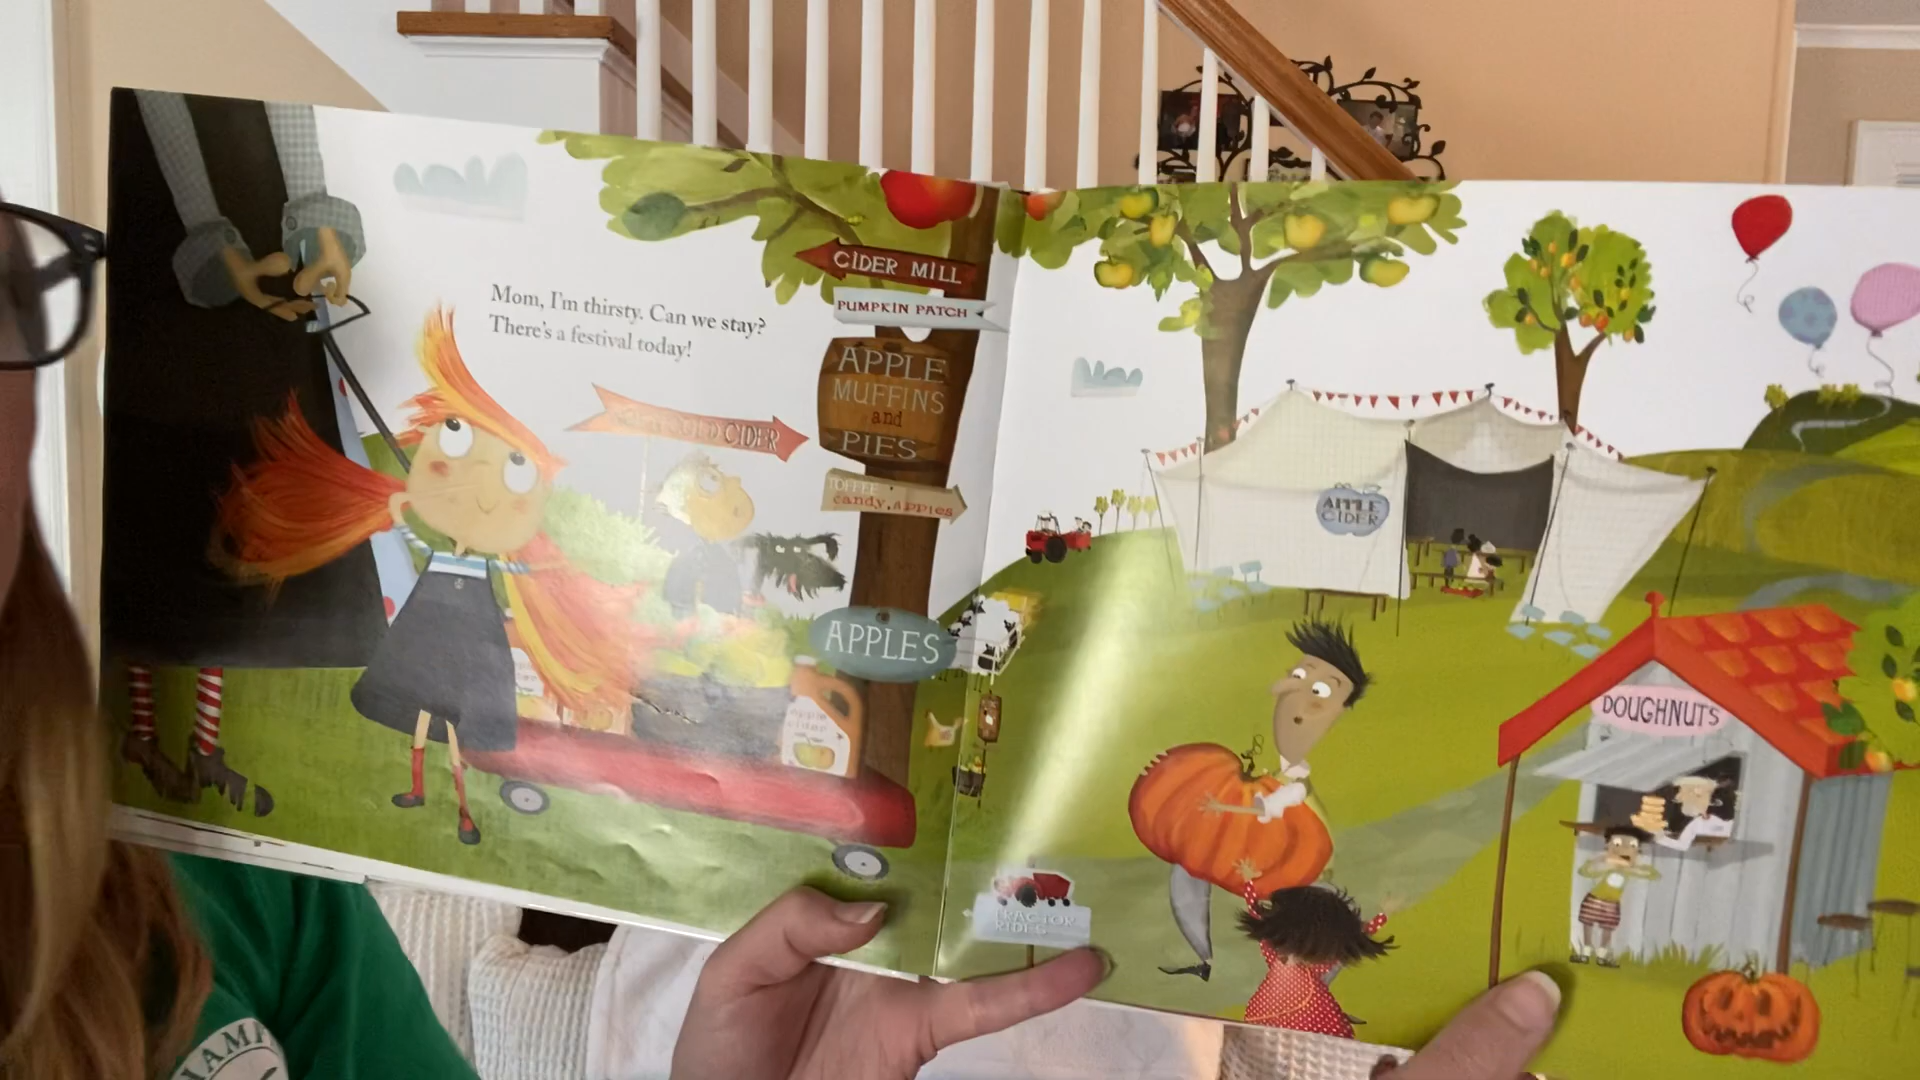 Mom, I'm thirsty. Can we stay?
There's a festival today!
CIDER MILL
PUMPKIN PATCH
APPLE
MUFFINS
and
PIES
COLD CIDER
TOFFEE
candy, APPlES
APPLES
APPLE
CIDER
DOUGHNUTS
TRACTOR
RIDES